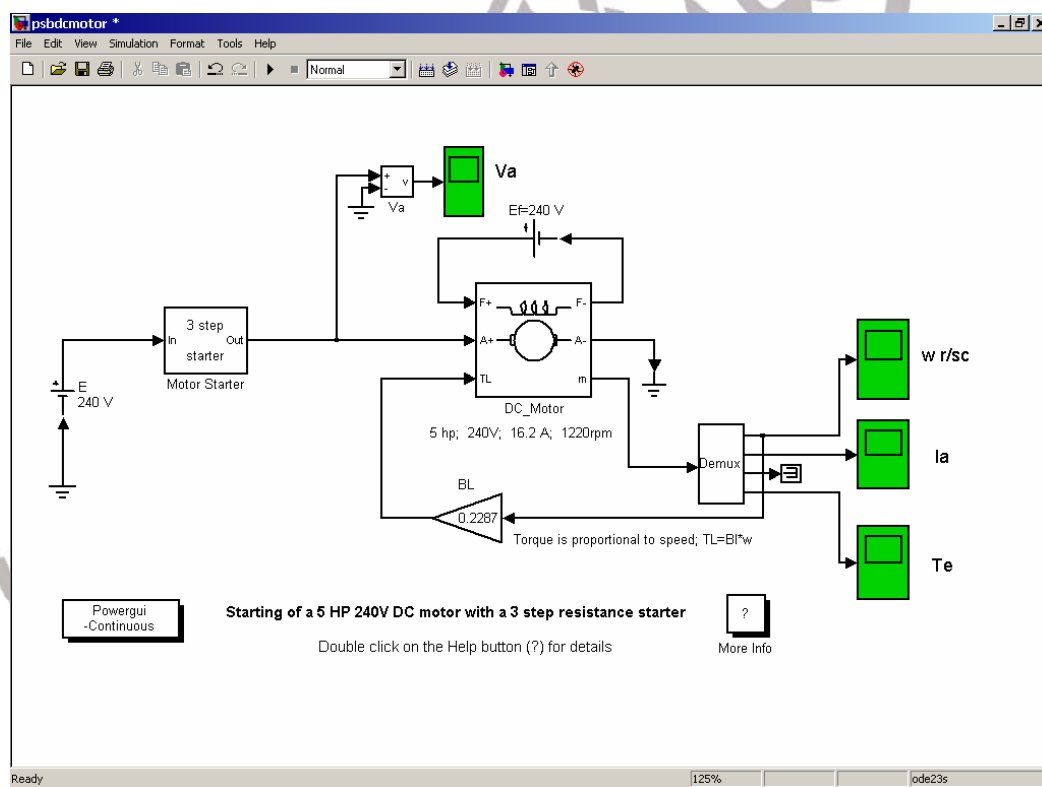 psbdcmotor *
File Edit View Simulation Format Tools Help
Normal
Va
+
-
v
Va
Ef=240 V
+
3 step
In Out
starter
Motor Starter
F+ F-
A+ A-
TL m
DC_Motor
5 hp; 240V; 16.2 A; 1220rpm
+
E
240 V
w r/sc
Demux
Ia
BL
0.2287
Torque is proportional to speed; TL=Bl*w
Te
Powergui
-Continuous
Starting of a 5 HP 240V DC motor with a 3 step resistance starter
Double click on the Help button (?) for details
?
More Info
Ready
125%
ode23s